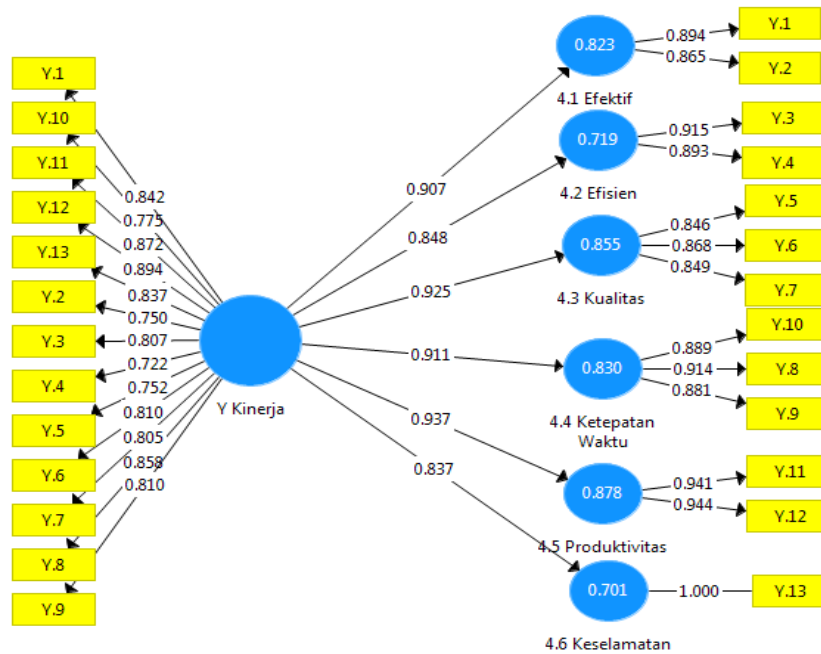 Y.1
Y.10
Y.11
Y.12
Y.13
Y.2
Y.3
Y.4
Y.5
Y.6
Y.7
Y.8
Y.9
0.842
0.775
0.872
0.894
0.837
0.750
0.807
0.722
0.752
0.810
0.805
0.858
0.810
Y Kinerja
0.907
0.848
0.925
0.911
0.937
0.837
0.823
4.1 Efektif
0.719
4.2 Efisien
0.855
4.3 Kualitas
0.830
4.4 Ketepatan
Waktu
0.878
4.5 Produktivitas
0.701
4.6 Keselamatan
0.894
0.865
0.915
0.893
0.846
0.868
0.849
0.889
0.914
0.881
0.941
0.944
1.000
Y.1
Y.2
Y.3
Y.4
Y.5
Y.6
Y.7
Y.10
Y.8
Y.9
Y.11
Y.12
Y.13